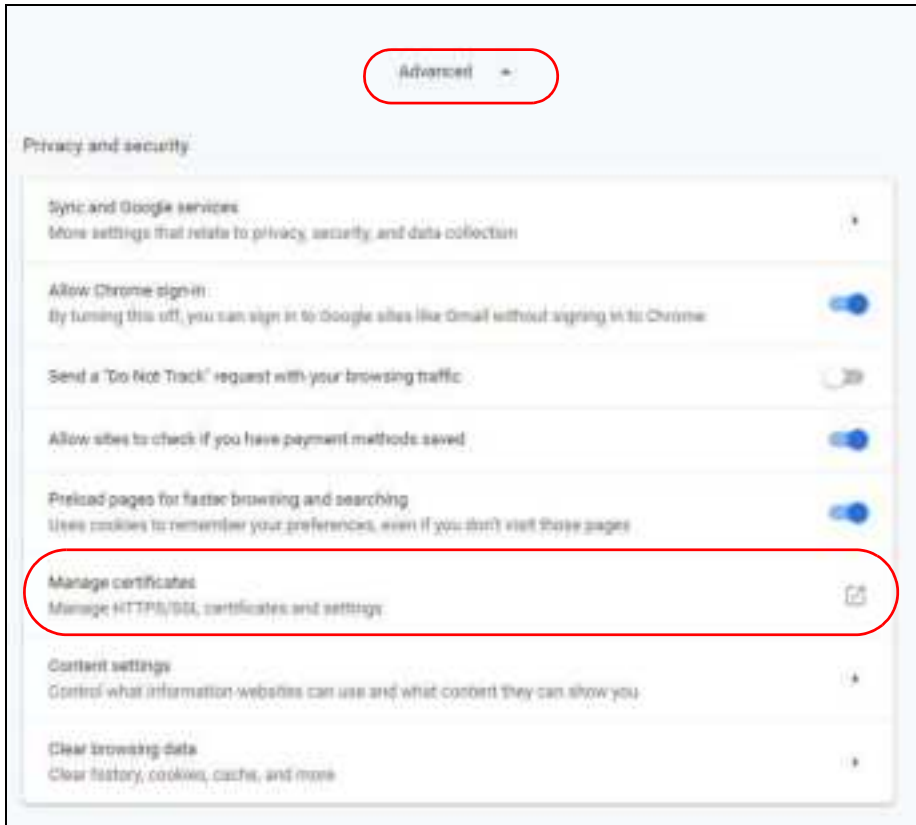 Advanced
Privacy and security
Sync and Google services
More settings that relate to privacy, security, and data collection
Allow Chrome sign-in
By turning this off, you can sign in to Google sites like Gmail without signing in to Chrome
Send a "Do Not Track" request with your browsing traffic
Allow sites to check if you have payment methods saved
Preload pages for faster browsing and searching
Uses cookies to remember your preferences, even if you don't visit those pages
Manage certificates
Manage HTTPS/SSL certificates and settings
Content settings
Control what information websites can use and what content they can show you
Clear browsing data
Clear history, cookies, cache, and more